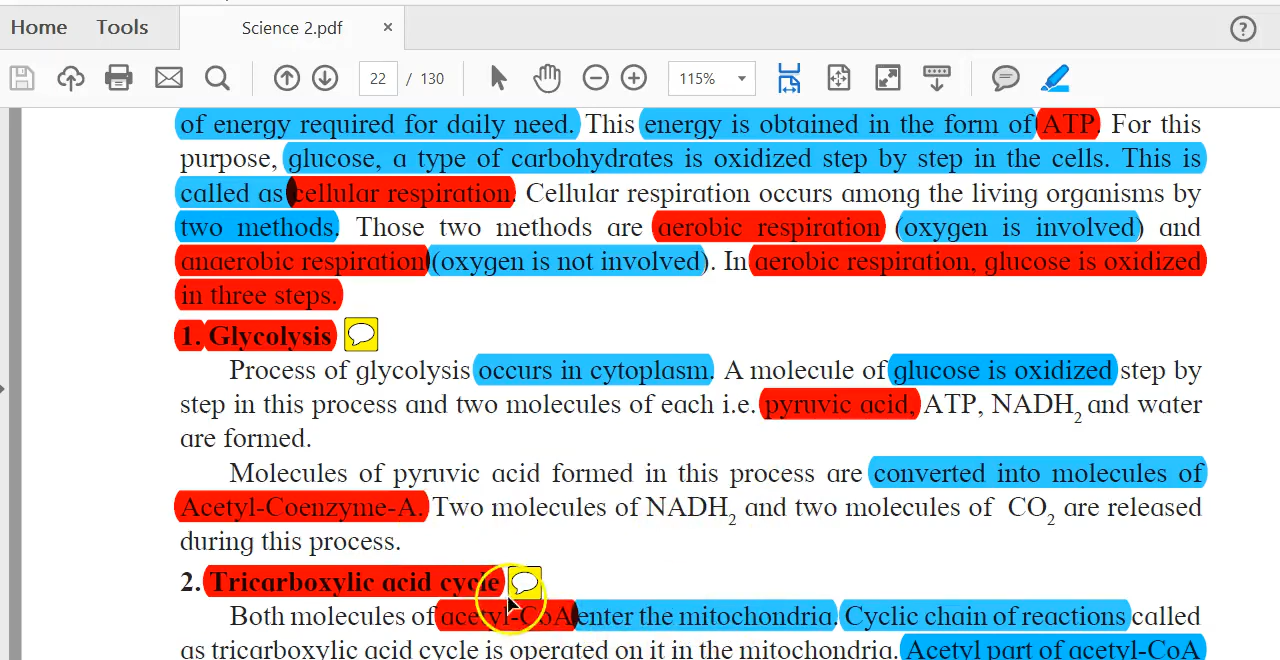 Home Tools Science 2.pdf ×
22 / 130 115%
of energy required for daily need. This energy is obtained in the form of ATP. For this
purpose, glucose, a type of carbohydrates is oxidized step by step in the cells. This is
called as cellular respiration. Cellular respiration occurs among the living organisms by
two methods. Those two methods are aerobic respiration (oxygen is involved) and
anaerobic respiration (oxygen is not involved). In aerobic respiration, glucose is oxidized
in three steps.
1. Glycolysis
Process of glycolysis occurs in cytoplasm. A molecule of glucose is oxidized step by
step in this process and two molecules of each i.e. pyruvic acid, ATP, NADH₂ and water
are formed.
Molecules of pyruvic acid formed in this process are converted into molecules of
Acetyl-Coenzyme-A. Two molecules of NADH₂ and two molecules of CO₂ are released
during this process.
2. Tricarboxylic acid cycle
Both molecules of acetyl-CoA enter the mitochondria. Cyclic chain of reactions called
as tricarboxylic acid cycle is operated on it in the mitochondria. Acetyl part of acetyl-CoA